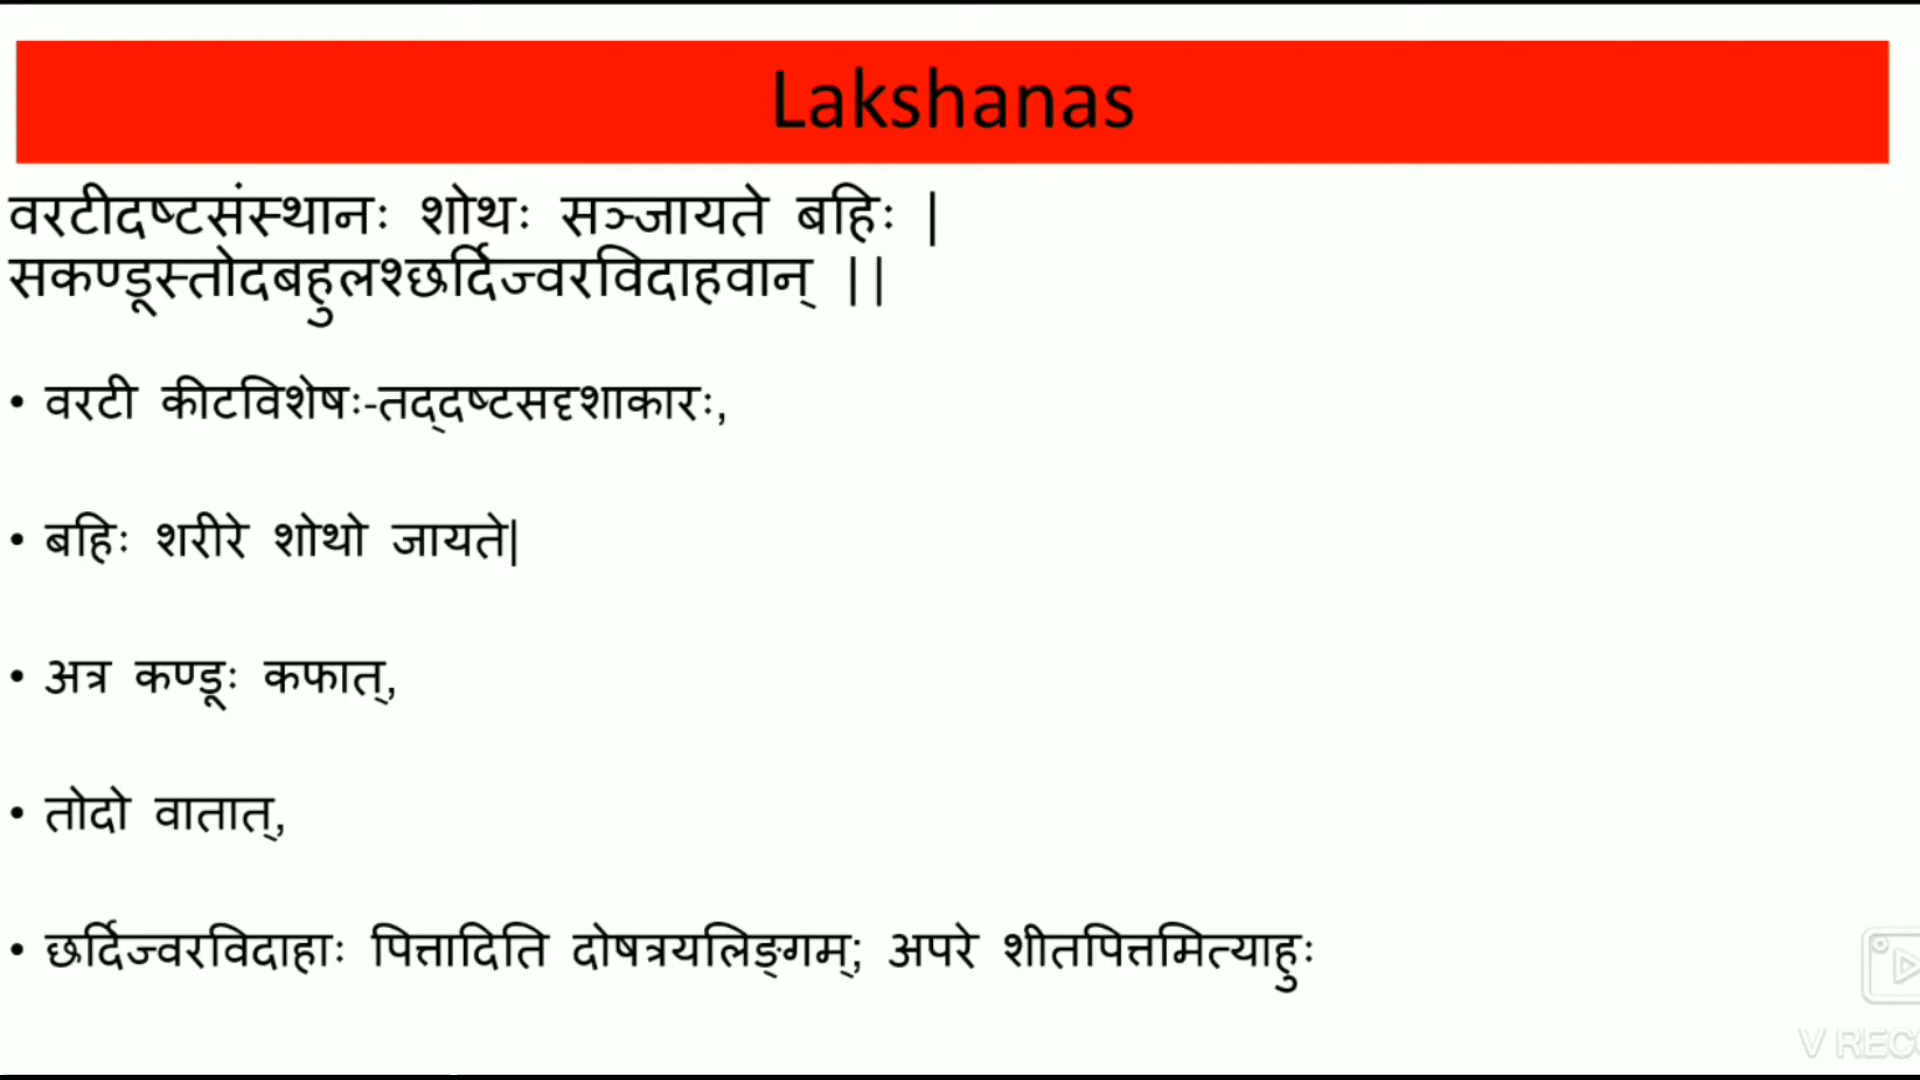 Lakshanas
वरटीदष्टसंस्थानः शोथः सञ्जायते बहिः |
सकण्डूस्तोदबहुलश्छर्दिज्वरविदाहवान् ||
• वरटी कीटविशेषः-तद्दष्टसदृशाकारः,
• बहिः शरीरे शोथो जायते|
• अत्र कण्डूः कफात्,
• तोदो वातात्,
• छर्दिज्वरविदाहाः पित्तादिति दोषत्रयलिङ्गम्; अपरे शीतपित्तमित्याहुः
V REC